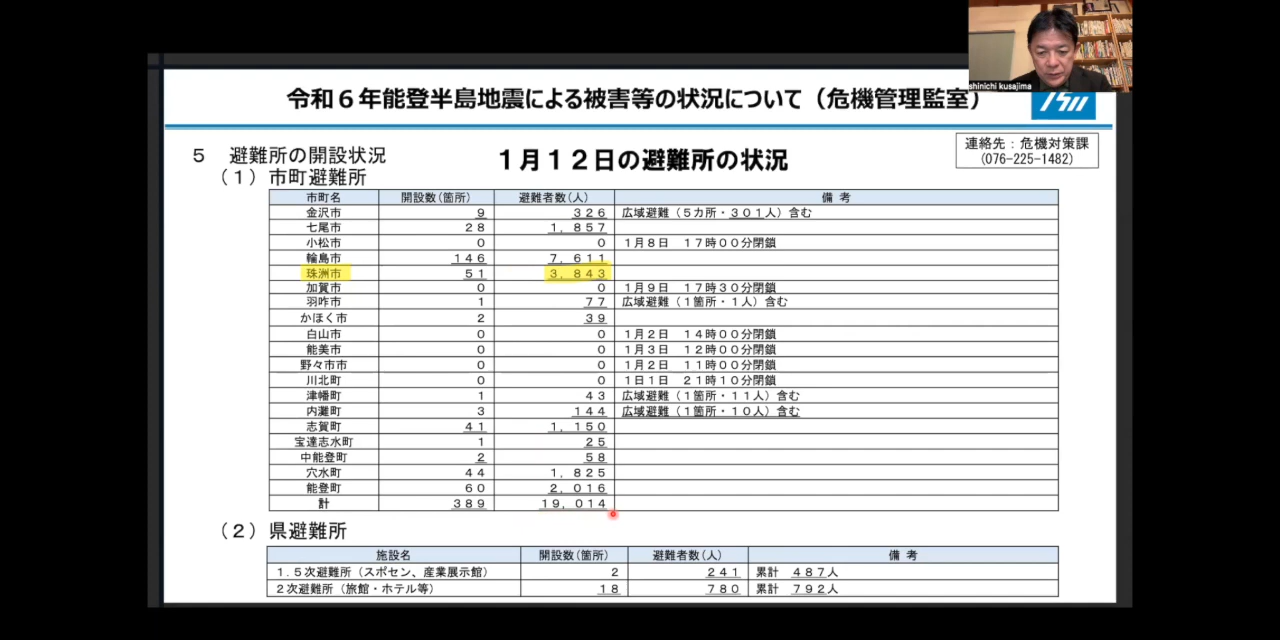 shinichi kusajima
令和６年能登半島地震による被害等の状況について（危機管理監室）
５　避難所の開設状況
１月１２日の避難所の状況
連絡先：危機対策課
(076-225-1482)
（１）市町避難所
市町名　開設数(箇所)　避難者数(人)　備 考
金沢市　９　３２６　広域避難（５カ所・３０１人）含む
七尾市　２８　１，８５７
小松市　０　０　１月８日　１７時００分閉鎖
輪島市　１４６　７，６１１
珠洲市　５１　３，８４３
加賀市　０　０　１月９日　１７時３０分閉鎖
羽咋市　１　７７　広域避難（１箇所・１人）含む
かほく市　２　３９
白山市　０　０　１月２日　１４時００分閉鎖
能美市　０　０　１月３日　１２時００分閉鎖
野々市市　０　０　１月２日　１１時００分閉鎖
川北町　０　０　１日１日　２１時１０分閉鎖
津幡町　１　４３　広域避難（１箇所・１１人）含む
内灘町　３　１４４　広域避難（１箇所・１０人）含む
志賀町　４１　１，１５０
宝達志水町　１　２５
中能登町　２　５８
穴水町　４４　１，８２５
能登町　６０　２，０１６
計　３８９　１９，０１４
（２）県避難所
施設名　開設数(箇所)　避難者数(人)　備 考
１.５次避難所（スポセン、産業展示館）　２　２４１　累計　４８７人
２次避難所（旅館・ホテル等）　１８　７８０　累計　７９２人